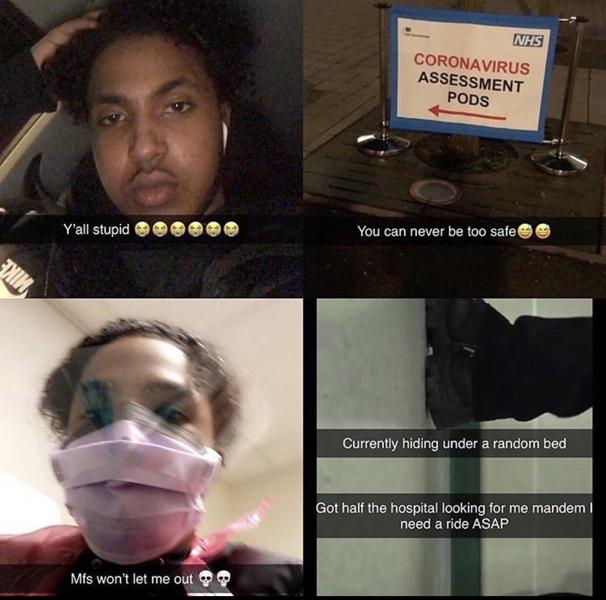 Y'all stupid 😭😭😭😭😭😭
NIKE
NHS
CORONAVIRUS
ASSESSMENT
PODS
You can never be too safe😅😅
Mfs won't let me out 💀💀
Currently hiding under a random bed
Got half the hospital looking for me mandem I
need a ride ASAP